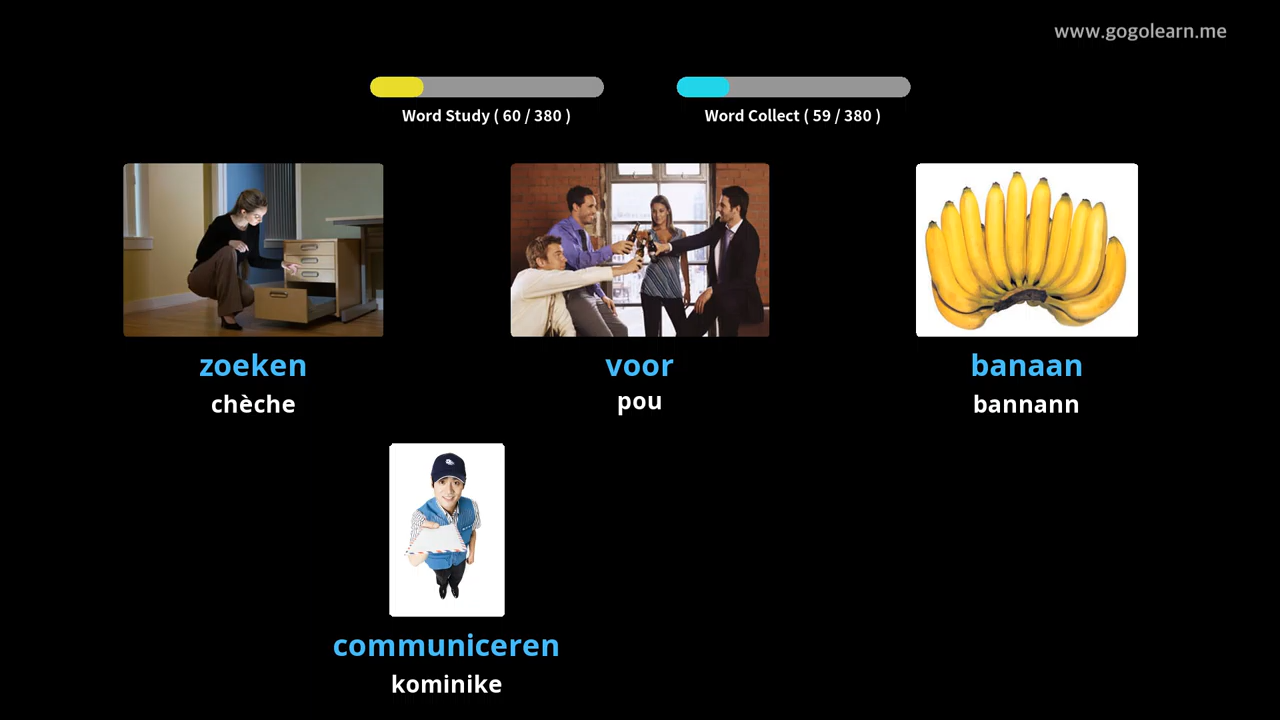 www.gogolearn.me
Word Study ( 60 / 380 )
Word Collect ( 59 / 380 )
zoeken
chèche
voor
pou
banaan
bannann
communiceren
kominike